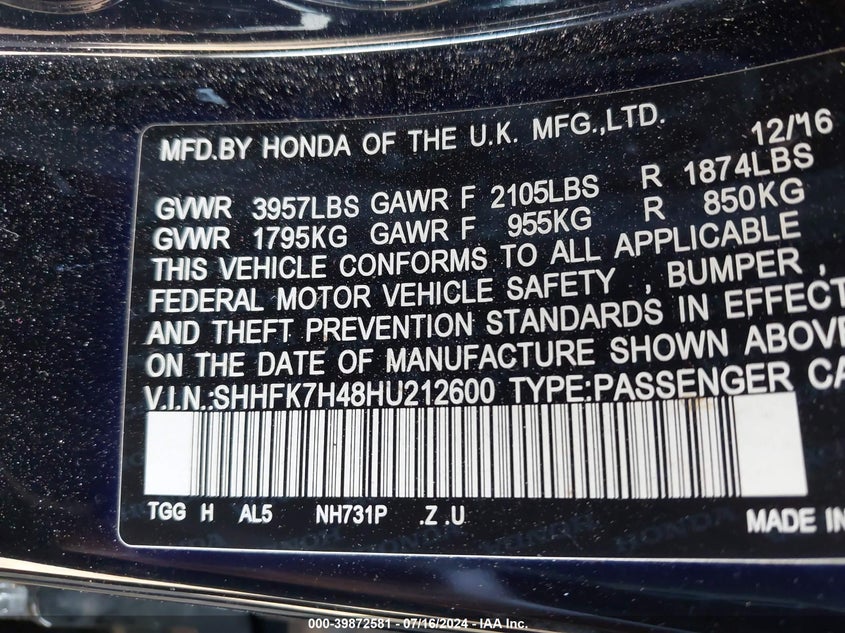 MFD.BY HONDA OF THE U.K. MFG.,LTD. 12/16
GVWR 3957LBS GAWR F 2105LBS R 1874LBS
GVWR 1795KG GAWR F 955KG R 850KG
THIS VEHICLE CONFORMS TO ALL APPLICABLE
FEDERAL MOTOR VEHICLE SAFETY , BUMPER ,
AND THEFT PREVENTION STANDARDS IN EFFECT
ON THE DATE OF MANUFACTURE SHOWN ABOVE
V.I.N.:SHHFK7H48HU212600 TYPE:PASSENGER CA
TGG H AL5 NH731P .Z .U
MADE IN
000-39872581 - 07/16/2024 - IAA Inc.